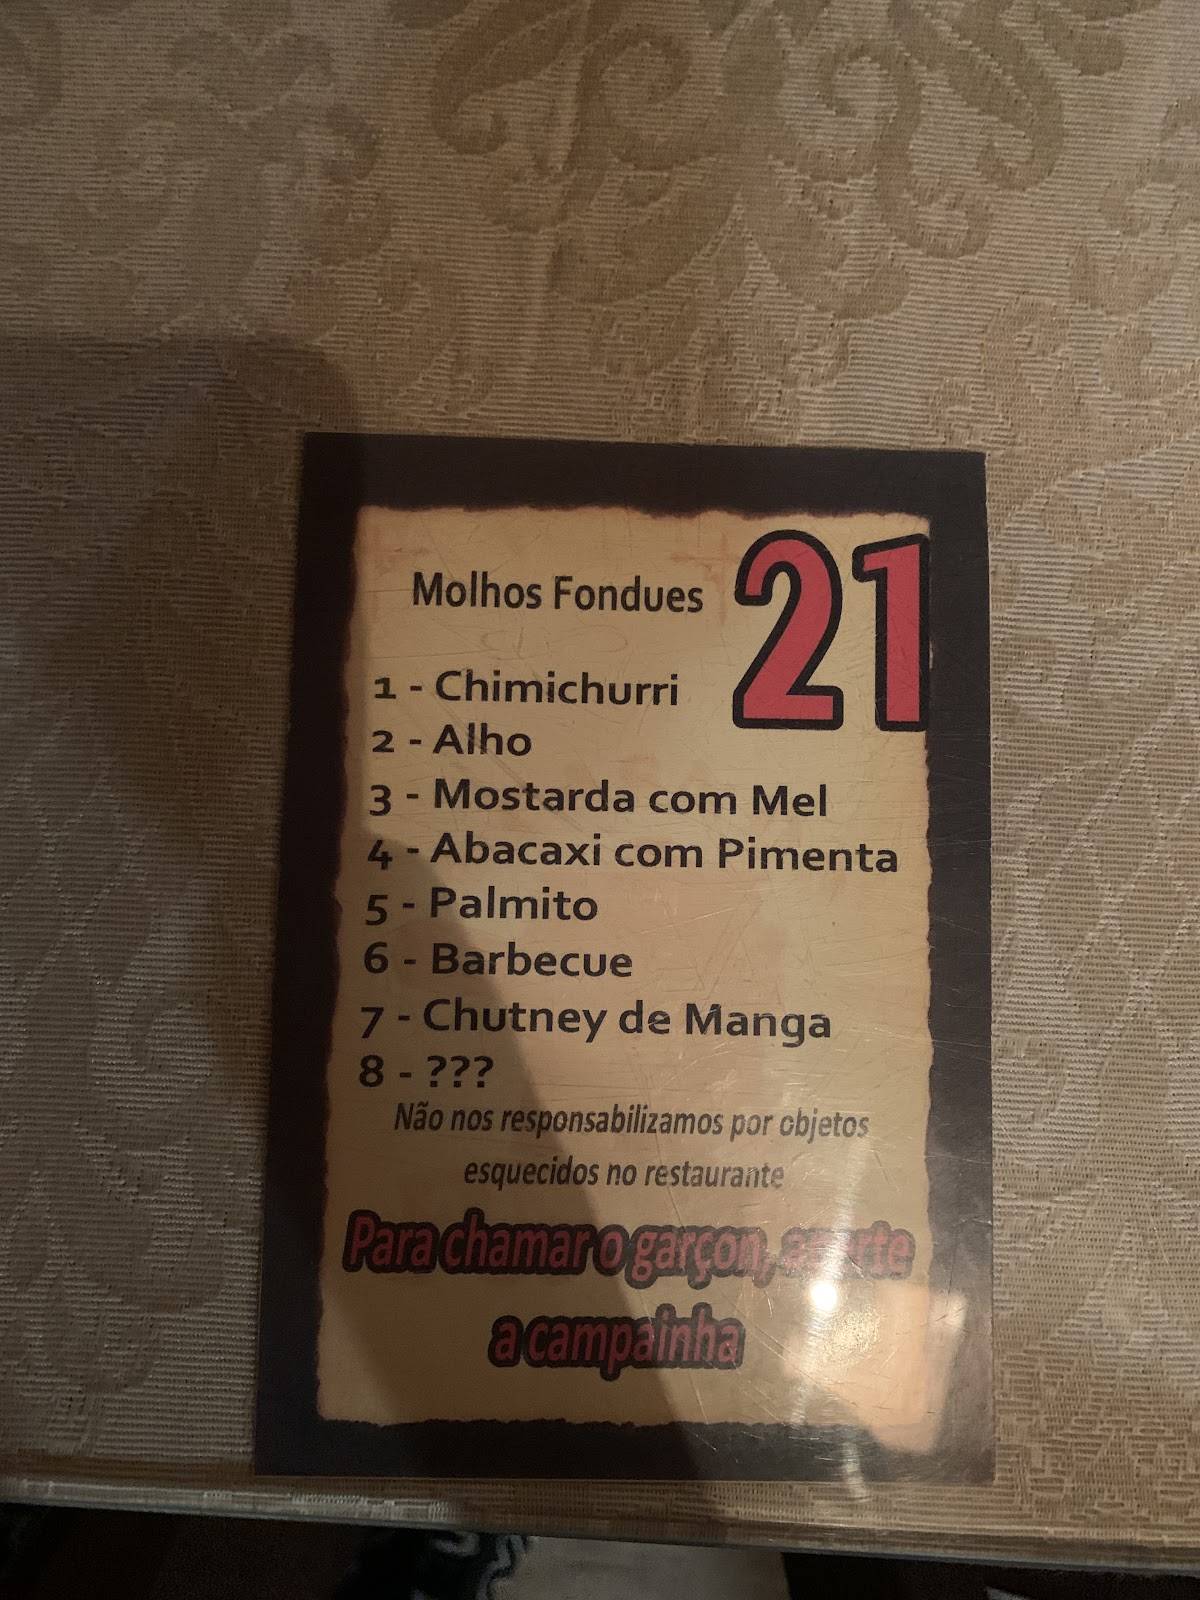 Molhos Fondues
21
1 - Chimichurri
2 - Alho
3 - Mostarda com Mel
4 - Abacaxi com Pimenta
5 - Palmito
6 - Barbecue
7 - Chutney de Manga
8 - ???
Não nos responsabilizamos por objetos
esquecidos no restaurante
Para chamar o garçon, aperte
a campainha